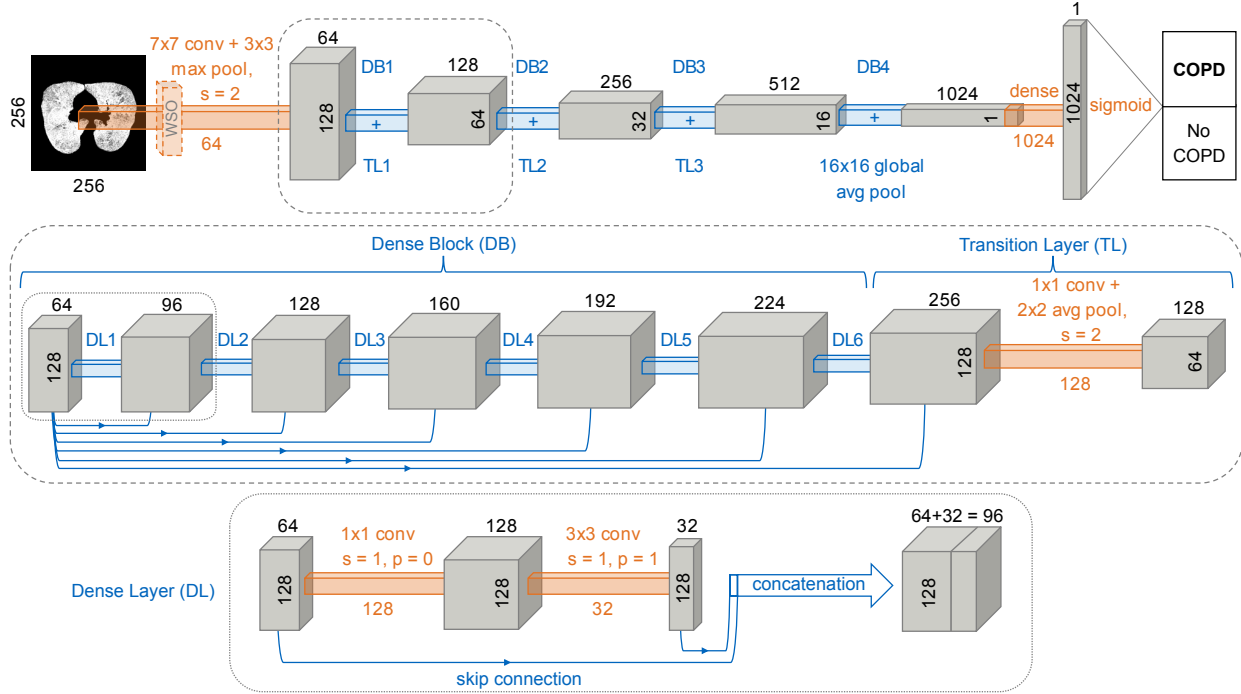 7x7 conv + 3x3
max pool,
s = 2
256
256
WSO
64
64
128
DB1
+
TL1
128
64
DB2
+
TL2
256
32
DB3
+
TL3
512
16
DB4
+
16x16 global
avg pool
1024
1
dense
1024
1
1024
sigmoid
COPD
No
COPD
Dense Block (DB)
Transition Layer (TL)
64
128
DL1
96
DL2
128
DL3
160
DL4
192
DL5
224
DL6
256
128
1x1 conv +
2x2 avg pool,
s = 2
128
128
64
Dense Layer (DL)
64
128
1x1 conv
s = 1, p = 0
128
128
128
3x3 conv
s = 1, p = 1
32
32
128
concatenation
skip connection
64+32 = 96
128